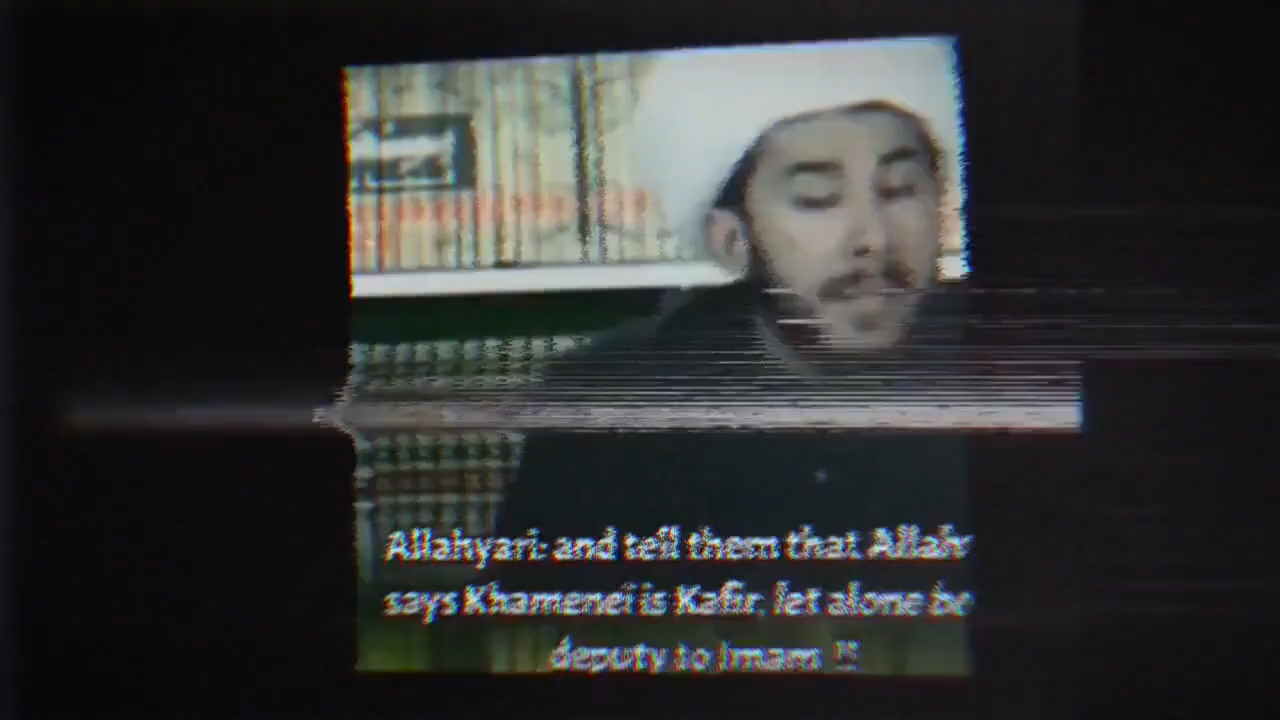 Allahyari: and tell them that Allah
says Khamenei is Kafir, let alone be
deputy to Imam !!